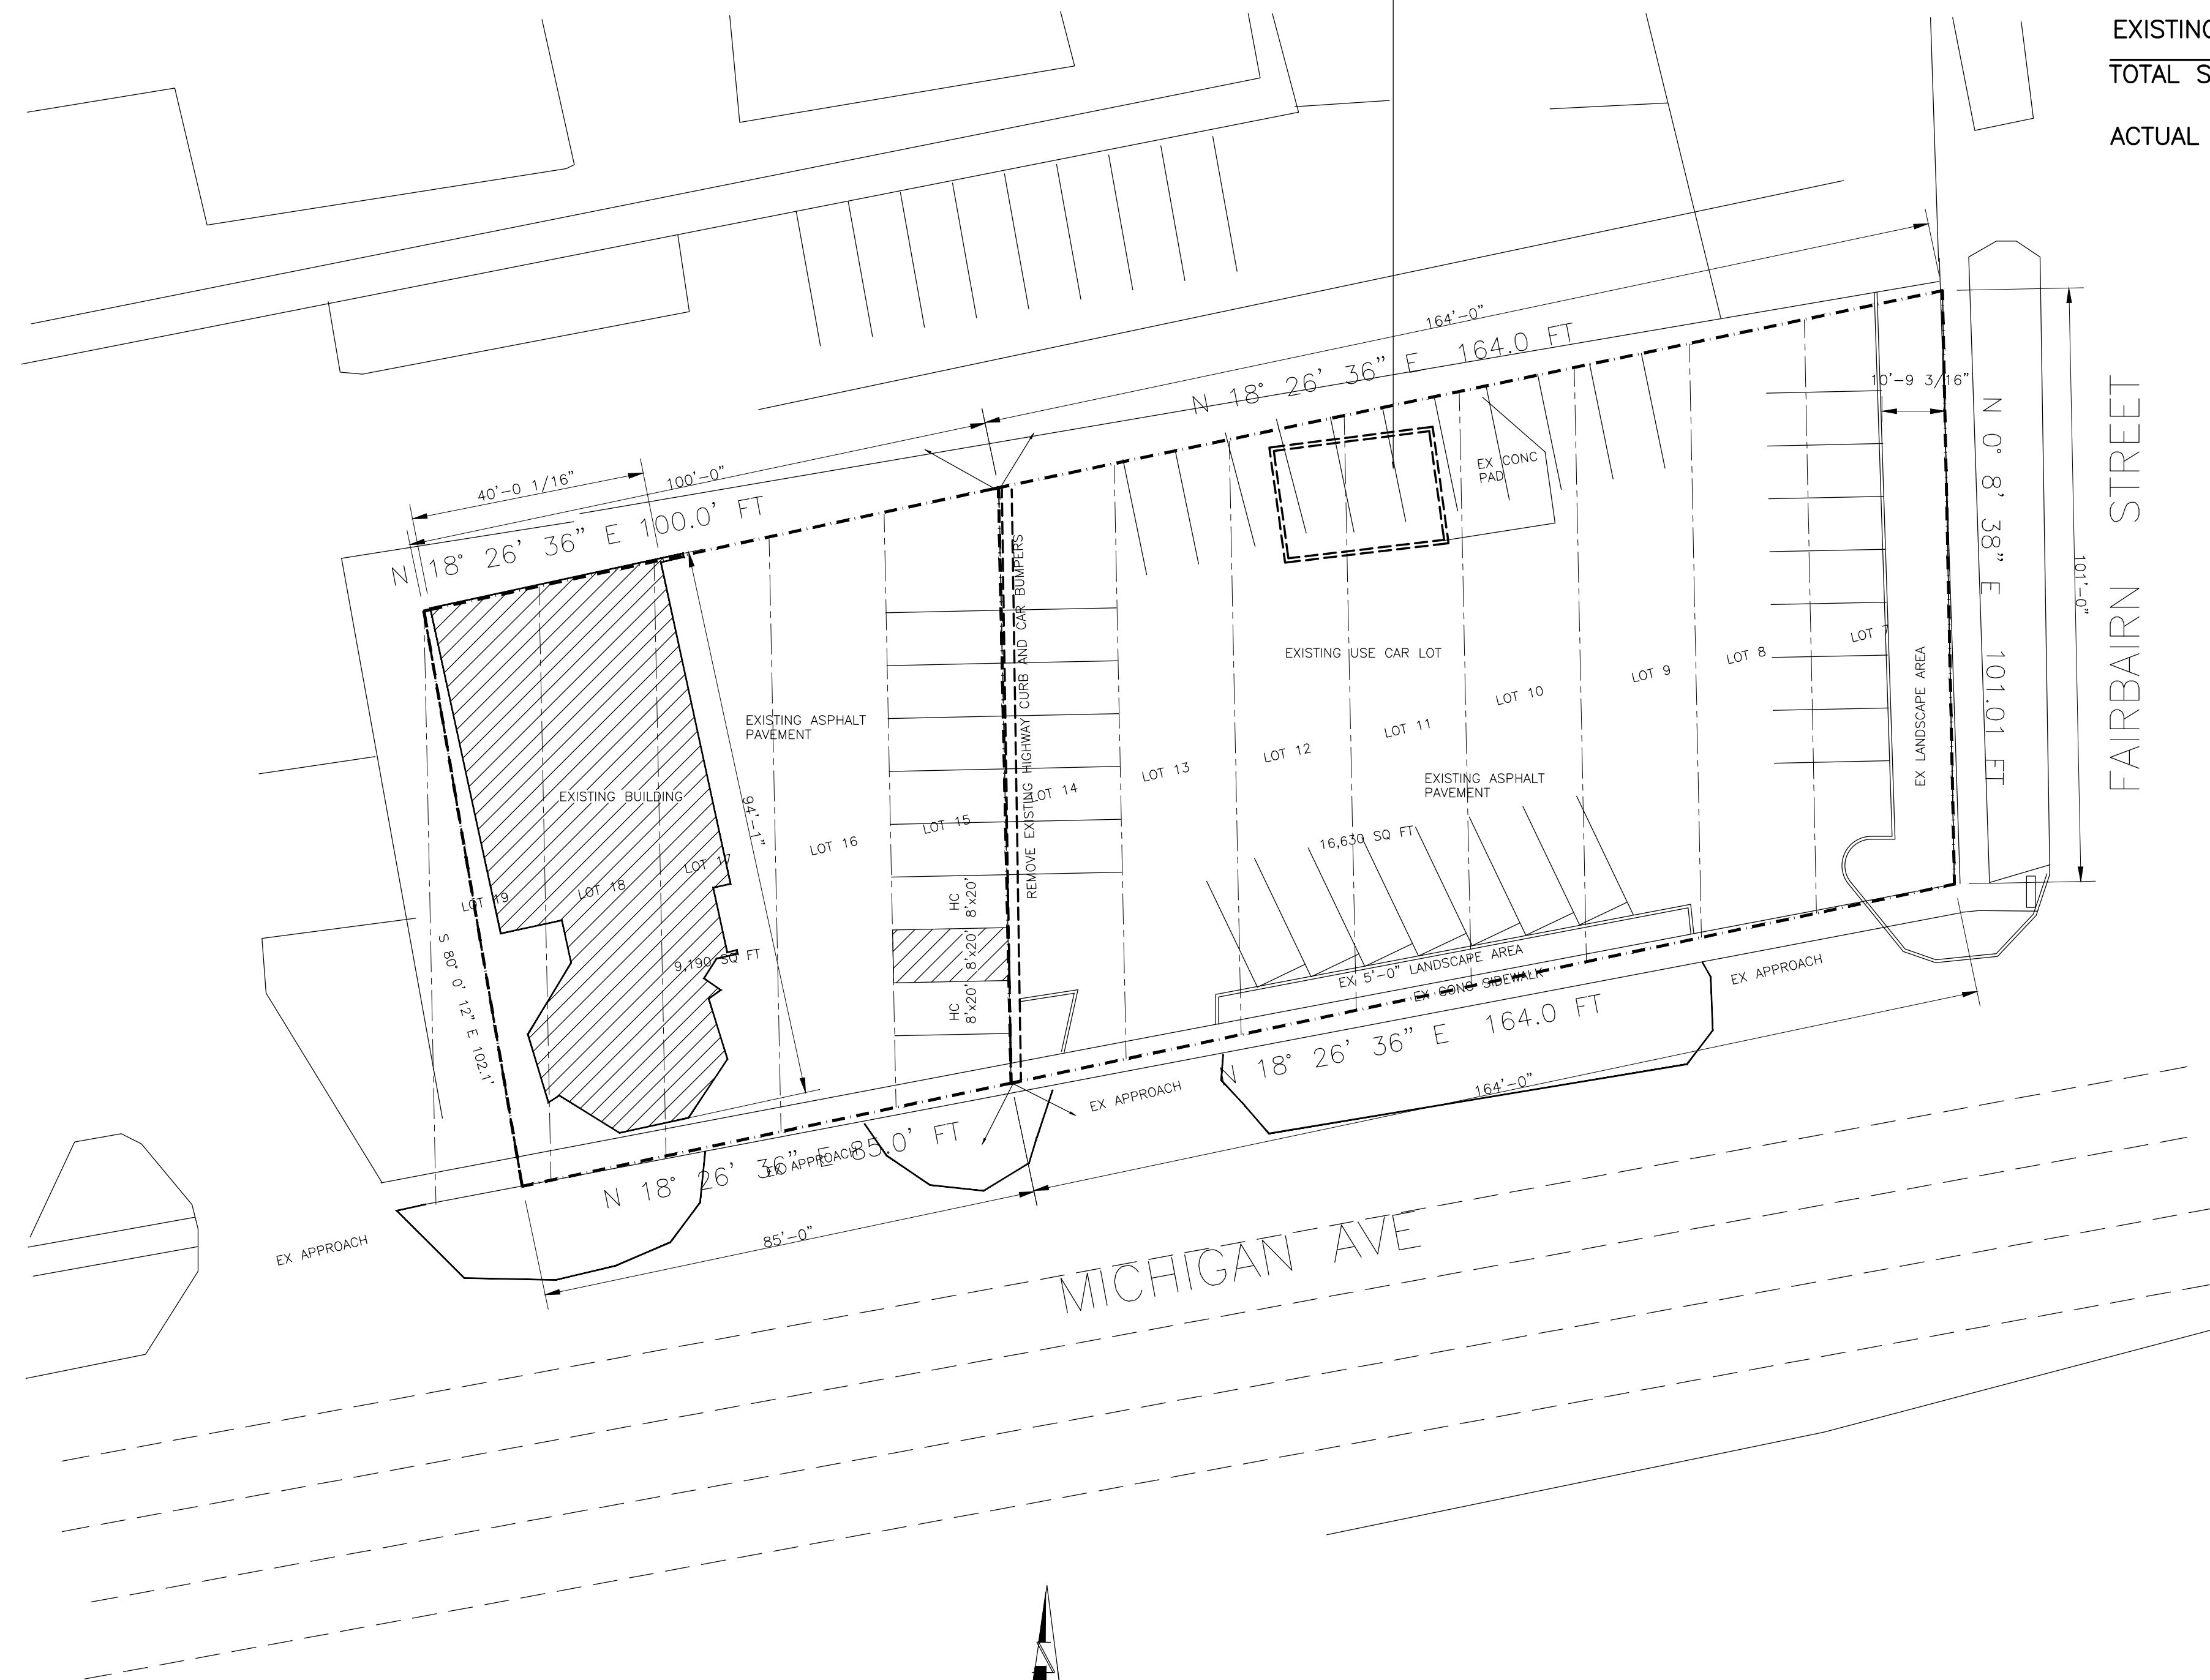 EXISTING
TOTAL S
ACTUAL
164'-0"
N 18° 26' 36" E 164.0 FT
10'-9 3/16"
40'-0 1/16"
100'-0"
N 18° 26' 36" E 100.0' FT
EX CONC
PAD
N 0° 8' 38" E 101.01 FT
101'-0"
FAIRBAIRN STREET
REMOVE EXISTING HIGHWAY CURB AND CAR BUMPERS
EXISTING USE CAR LOT
LOT 7
LOT 8
LOT 9
LOT 10
LOT 11
LOT 12
LOT 13
LOT 14
LOT 15
LOT 16
LOT 17
LOT 18
LOT 19
EX LANDSCAPE AREA
EXISTING ASPHALT
PAVEMENT
EXISTING BUILDING
94'-1"
EXISTING ASPHALT
PAVEMENT
16,630 SQ FT
HC
8'x20'
8'x20'
HC
8'x20'
9,190 SQ FT
S 80° 0' 12" E 102.1'
EX 5'-0" LANDSCAPE AREA
EX CONC SIDEWALK
EX APPROACH
N 18° 26' 36" E 164.0 FT
164'-0"
EX APPROACH
N 18° 26' 36" E 85.0' FT
EX APPROACH
85'-0"
EX APPROACH
MICHIGAN AVE
N